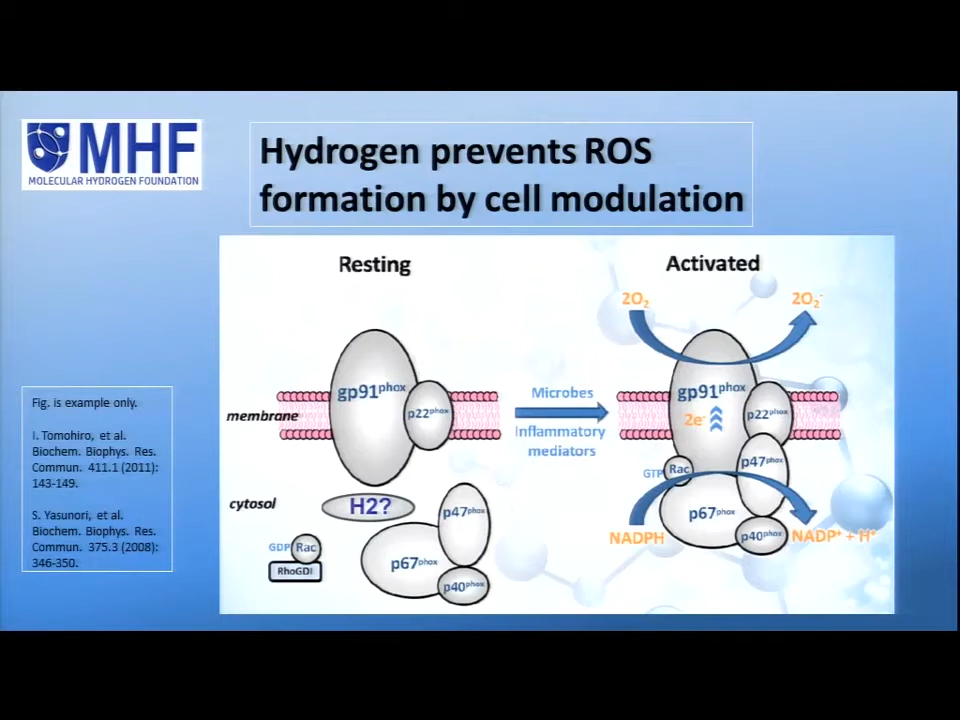 MHF
MOLECULAR HYDROGEN FOUNDATION
Hydrogen prevents ROS
formation by cell modulation
Resting
Activated
2O₂
2O₂⁻
gp91phox
p22phox
membrane
Microbes
Inflammatory
mediators
gp91phox
2e⁻
p22phox
cytosol
H2?
p47phox
GDP
Rac
RhoGDI
p67phox
p40phox
GTP
Rac
p47phox
p67phox
p40phox
NADPH
NADP⁺ + H⁺
Fig. is example only.
I. Tomohiro, et al.
Biochem. Biophys. Res.
Commun. 411.1 (2011):
143-149.
S. Yasunori, et al.
Biochem. Biophys. Res.
Commun. 375.3 (2008):
346-350.